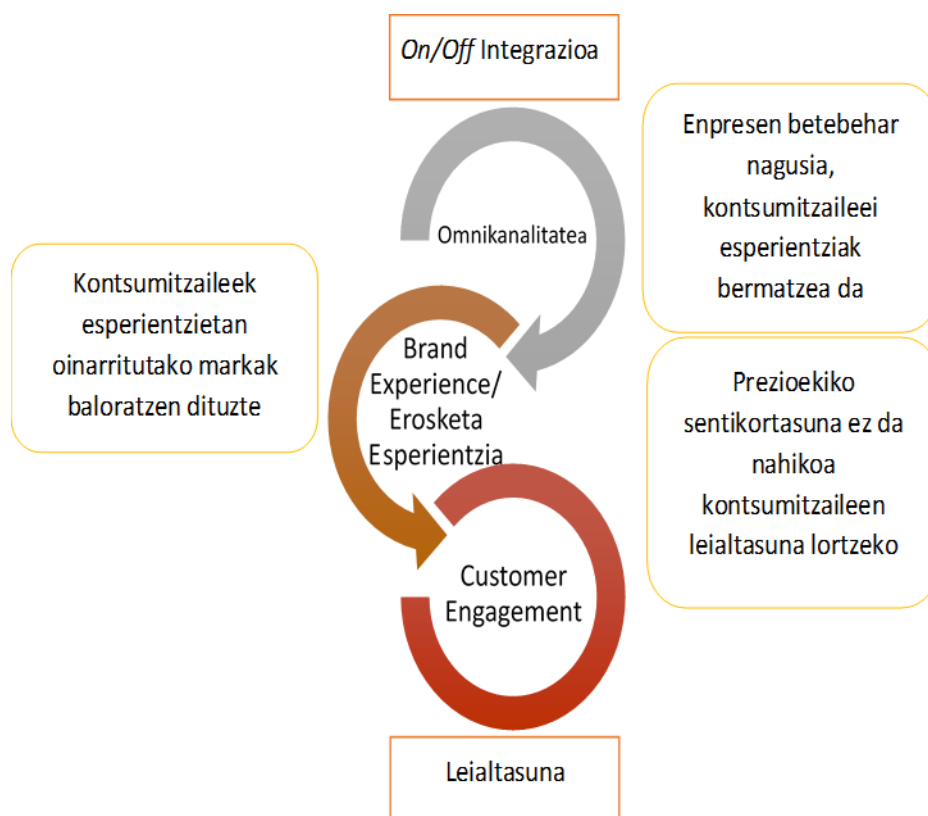 On/Off Integrazioa
Enpresen betebehar
nagusia,
kontsumitzaileei
esperientziak
bermatzea da
Omnikanalitatea
Kontsumitzaileek
esperientzietan
oinarritutako markak
baloratzen dituzte
Brand
Experience/
Erosketa
Esperientzia
Prezioekiko
sentikortasuna ez da
nahikoa
kontsumitzaileen
leialtasuna lortzeko
Customer
Engagement
Leialtasuna